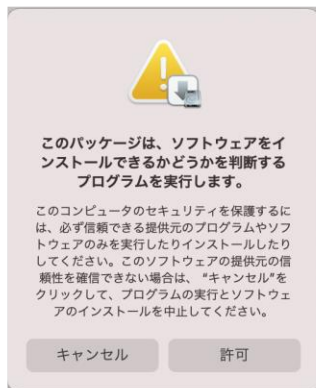 このパッケージは、ソフトウェアをイ
ンストールできるかどうかを判断する
プログラムを実行します。
このコンピュータのセキュリティを保護するに
は、必ず信頼できる提供元のプログラムやソフ
トウェアのみを実行したりインストールしたり
してください。このソフトウェアの提供元の信
頼性を確信できない場合は、“キャンセル”を
クリックして、プログラムの実行とソフトウェ
アのインストールを中止してください。
キャンセル
許可